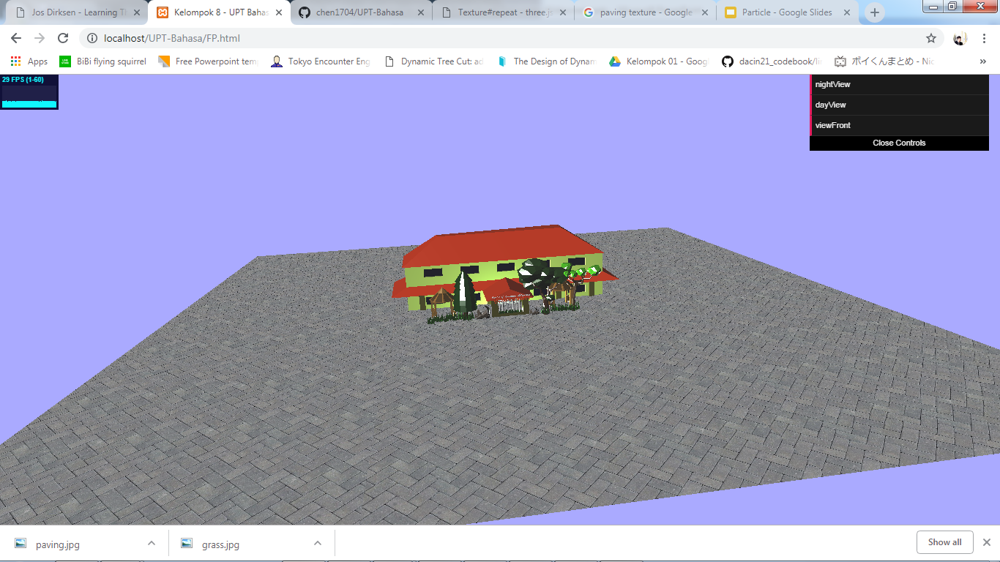 Jos Dirksen - Learning T
Kelompok 8 - UPT Bahas
chen1704/UPT-Bahasa
Texture#repeat - three.js
paving texture - Google
Particle - Google Slides
localhost/UPT-Bahasa/FP.html
Apps
BiBi flying squirrel
Free Powerpoint tem
Tokyo Encounter Eng
Dynamic Tree Cut: ad
The Design of Dynam
Kelompok 01 - Goog
dacin21_codebook/li
ボイくんまとめ - Nic
»
29 FPS (1-60)
nightView
dayView
viewFront
Close Controls
paving.jpg
grass.jpg
Show all